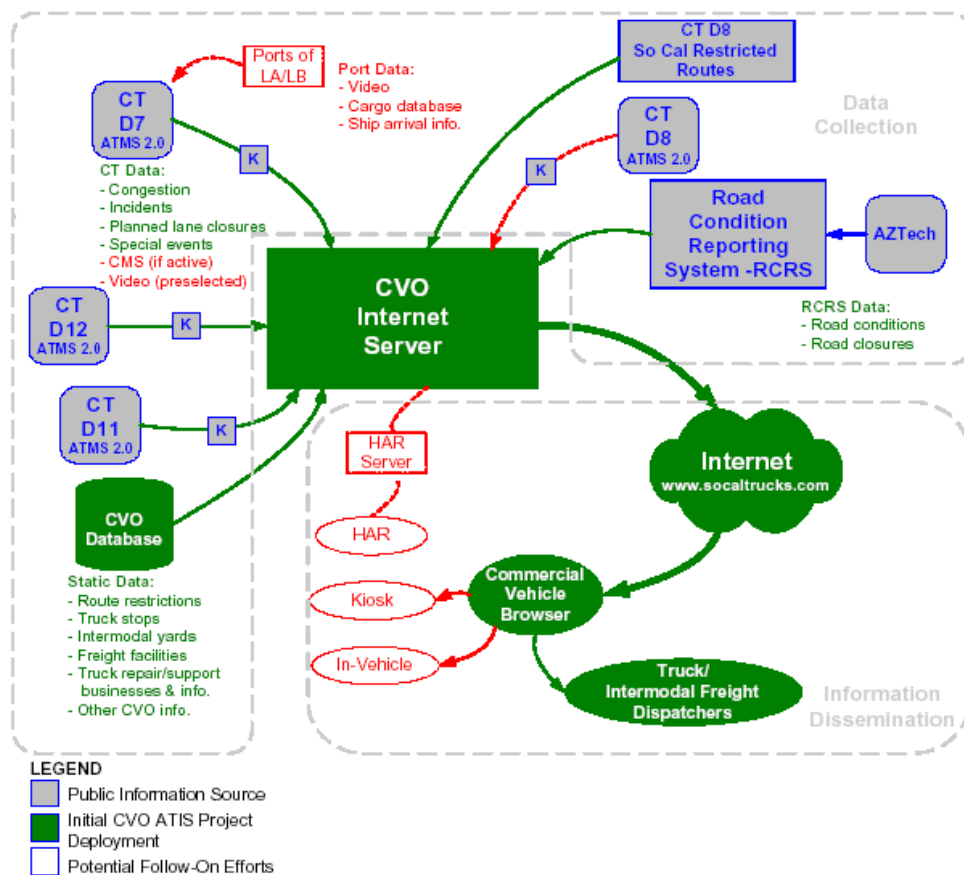 Ports of
LA/LB
CT
D7
ATMS 2.0
Port Data:
- Video
- Cargo database
- Ship arrival info.
CT D8
So Cal Restricted
Routes
Data
Collection
K
K
CT
D8
ATMS 2.0
CT Data:
- Congestion
- Incidents
- Planned lane closures
- Special events
- CMS (if active)
- Video (preselected)
Road
Condition
Reporting
System -RCRS
AZTech
CVO
Internet
Server
CT
D12
ATMS 2.0
K
RCRS Data:
- Road conditions
- Road closures
CT
D11
ATMS 2.0
K
HAR
Server
Internet
www.socaltrucks.com
CVO
Database
HAR
Static Data:
- Route restrictions
- Truck stops
- Intermodal yards
- Freight facilities
- Truck repair/support
businesses & info.
- Other CVO info.
Commercial
Vehicle
Browser
Kiosk
In-Vehicle
Truck/
Intermodal Freight
Dispatchers
Information
Dissemination
LEGEND
Public Information Source
Initial CVO ATIS Project
Deployment
Potential Follow-On Efforts